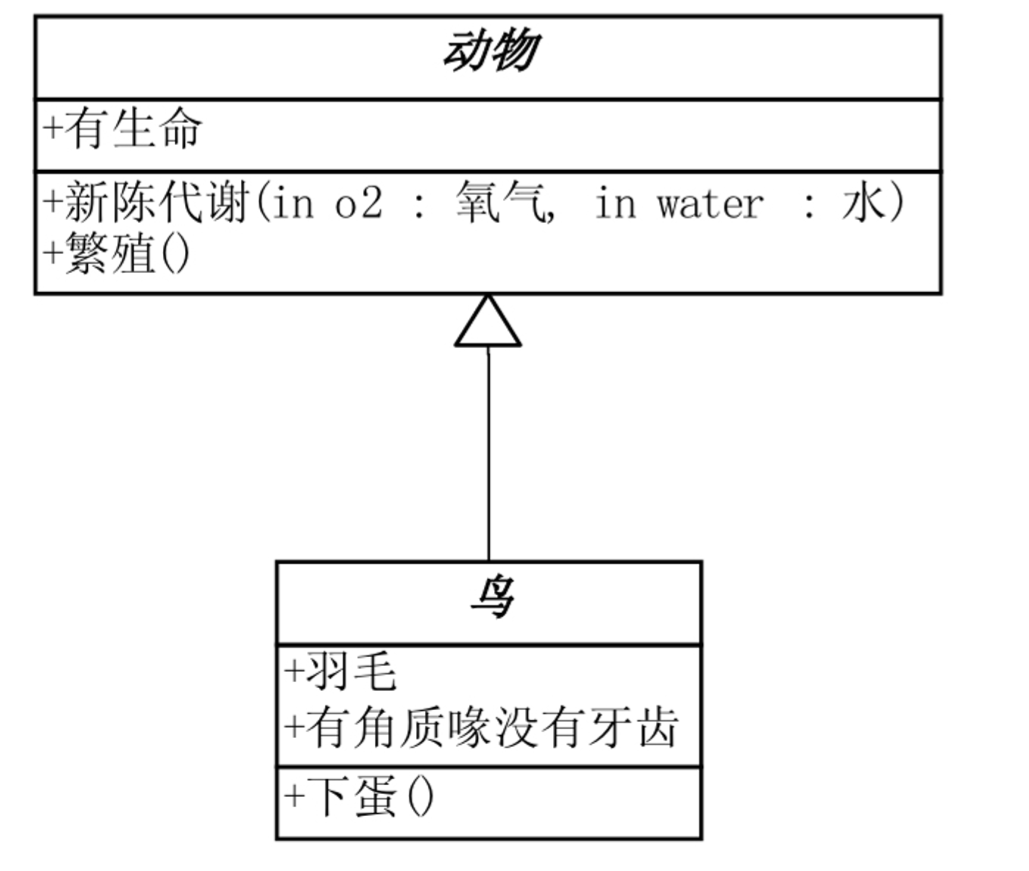 动物
+有生命
+新陈代谢(in o2 : 氧气, in water : 水)
+繁殖()
鸟
+羽毛
+有角质喙没有牙齿
+下蛋()